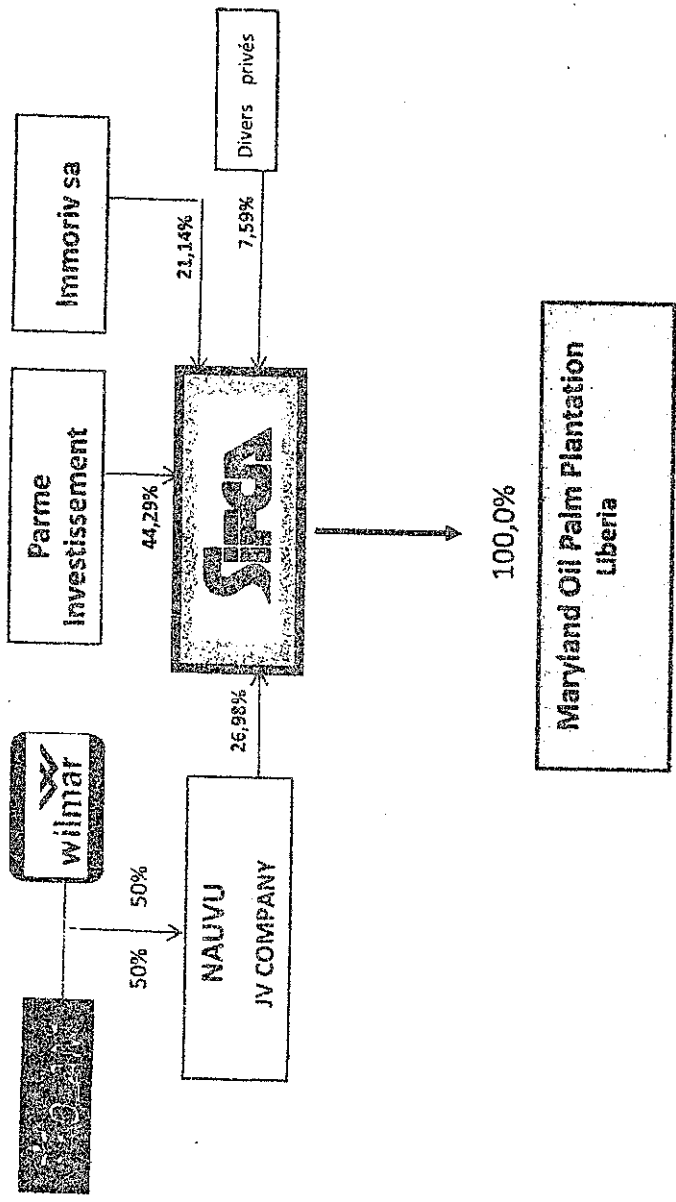 wilmar
Parme
Investissement
Immoriv sa
50%
50%
44,29%
21,14%
NAUVU
JV COMPANY
26,98%
Sifca
7,59%
Divers privés
100,0%
Maryland Oil Palm Plantation
Liberia